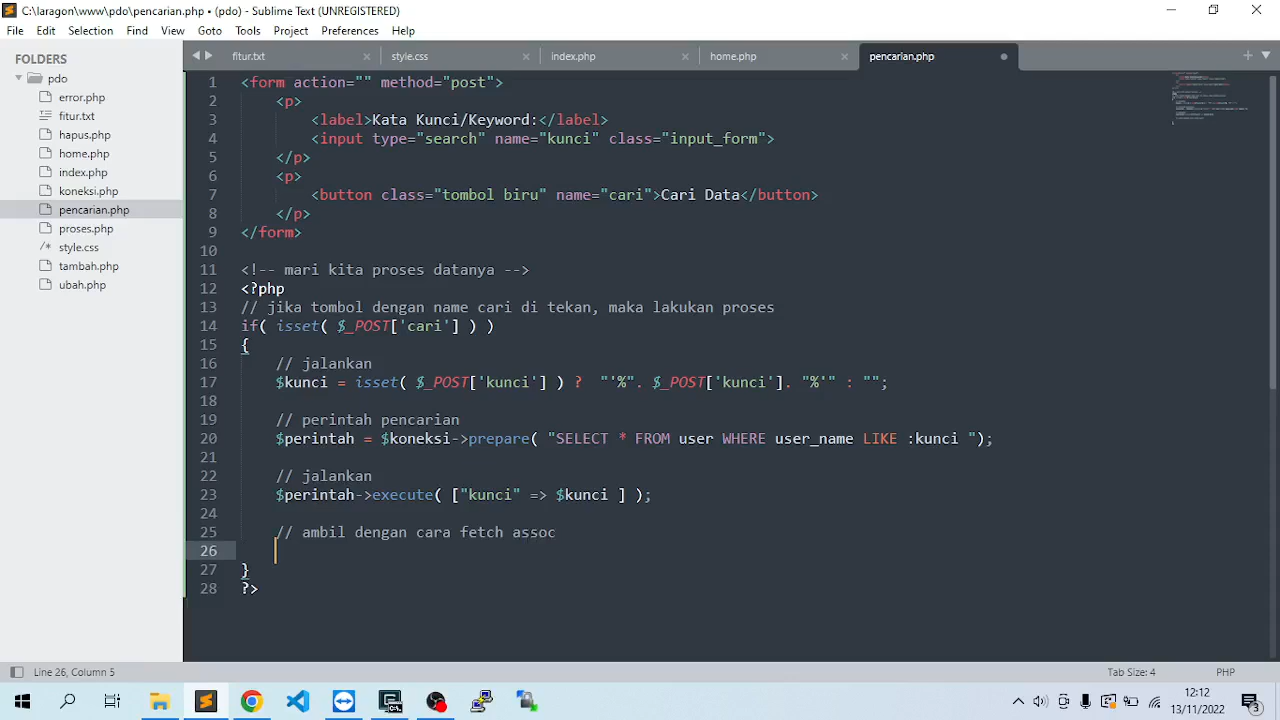 C:\laragon\www\pdo\pencarian.php • (pdo) - Sublime Text (UNREGISTERED)
File Edit Selection Find View Goto Tools Project Preferences Help
FOLDERS
pdo
error.php
fitur.txt
hapus.php
home.php
index.php
koneksi.php
pencarian.php
proses.php
style.css
tambah.php
ubah.php
fitur.txt style.css index.php home.php pencarian.php
1 <form action="" method="post">
2 <p>
3 <label>Kata Kunci/Keyword:</label>
4 <input type="search" name="kunci" class="input_form">
5 </p>
6 <p>
7 <button class="tombol biru" name="cari">Cari Data</button>
8 </p>
9 </form>
10
11 <!-- mari kita proses datanya -->
12 <?php
13 // jika tombol dengan name cari di tekan, maka lakukan proses
14 if( isset( $_POST['cari'] ) )
15 {
16 // jalankan
17 $kunci = isset( $_POST['kunci'] ) ? "'%". $_POST['kunci']. "%'" : "";
18
19 // perintah pencarian
20 $perintah = $koneksi->prepare( "SELECT * FROM user WHERE user_name LIKE :kunci ");
21
22 // jalankan
23 $perintah->execute( ["kunci" => $kunci ] );
24
25 // ambil dengan cara fetch assoc
26
27 }
28 ?>
Line 26, Column 5
Tab Size: 4 PHP
12:12
13/11/2022
3